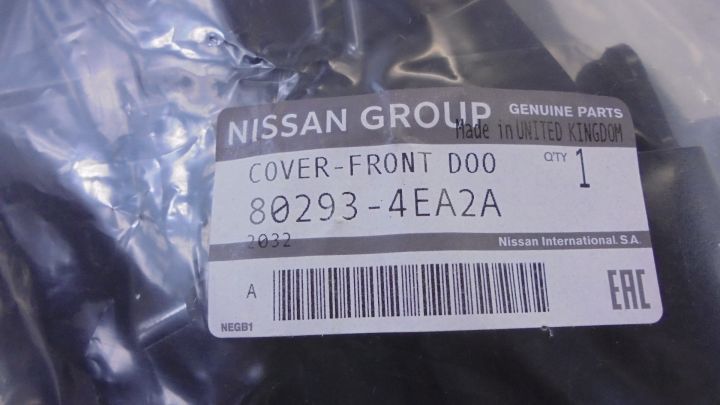 NISSAN GROUP GENUINE PARTS
Made in UNITED KINGDOM
COVER-FRONT DOO QTY 1
80293-4EA2A
2032
Nissan International S.A.
A
EAC
NEGB1